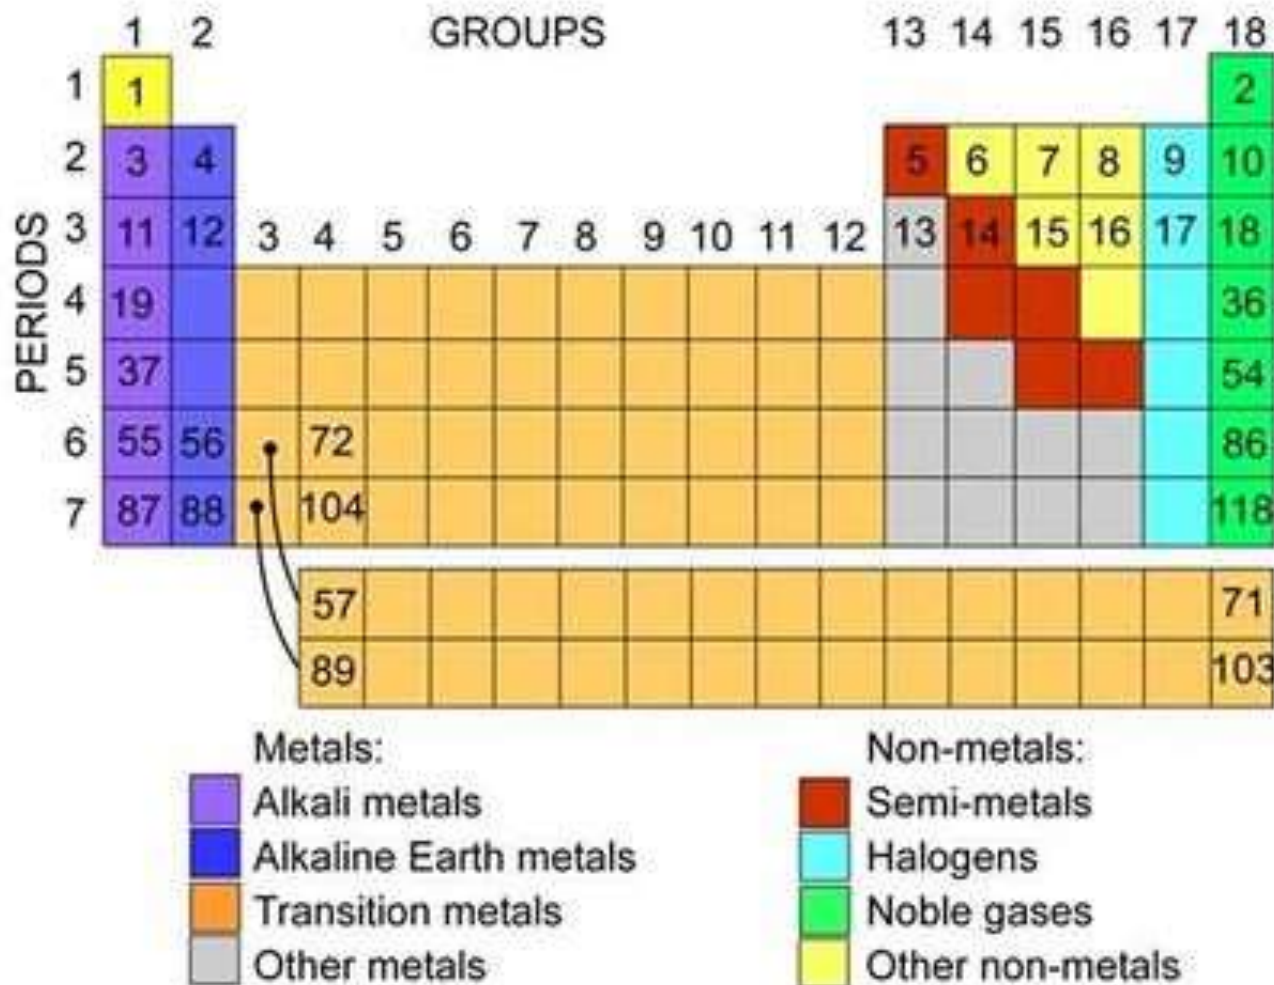 1 2 GROUPS 13 14 15 16 17 18
1 1 2
2 3 4 5 6 7 8 9 10
PERIODS
3 11 12 3 4 5 6 7 8 9 10 11 12 13 14 15 16 17 18
4 19 36
5 37 54
6 55 56 72 86
7 87 88 104 118
57 71
89 103
Metals: Non-metals:
Alkali metals Semi-metals
Alkaline Earth metals Halogens
Transition metals Noble gases
Other metals Other non-metals